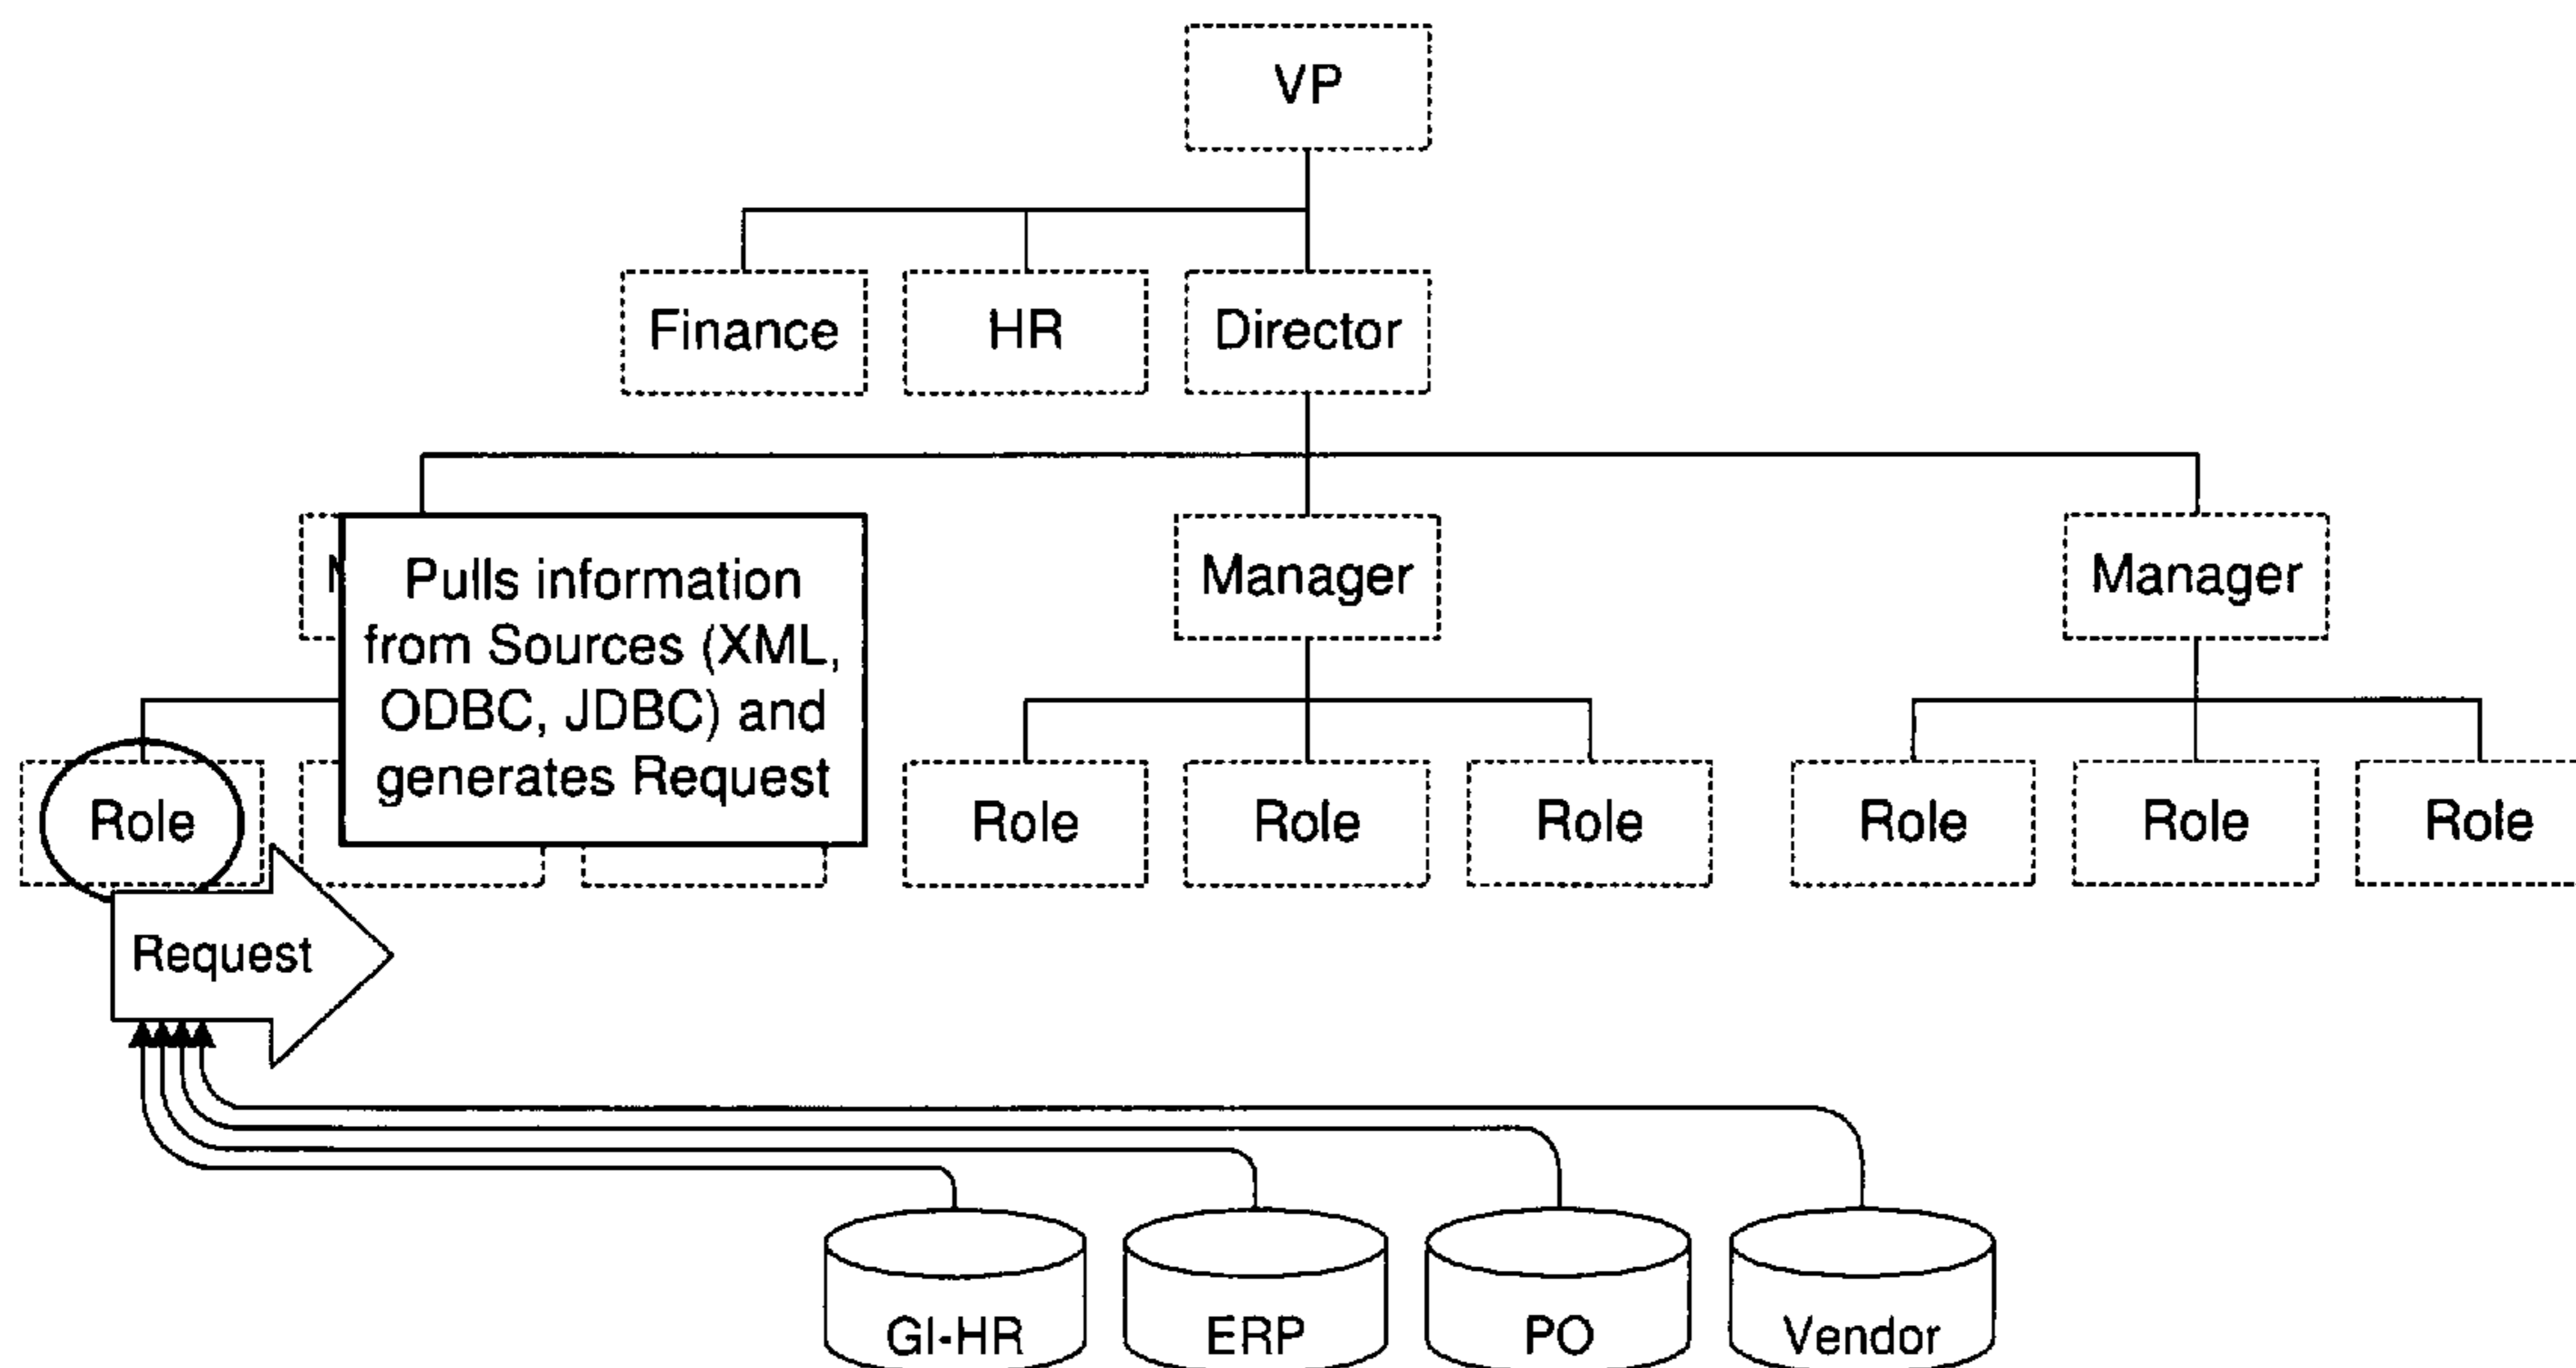 VP
Finance
HR
Director
Pulls information
from Sources (XML,
ODBC, JDBC) and
generates Request
Manager
Manager
Role
Role
Role
Role
Role
Role
Role
Request
GI-HR
ERP
PO
Vendor